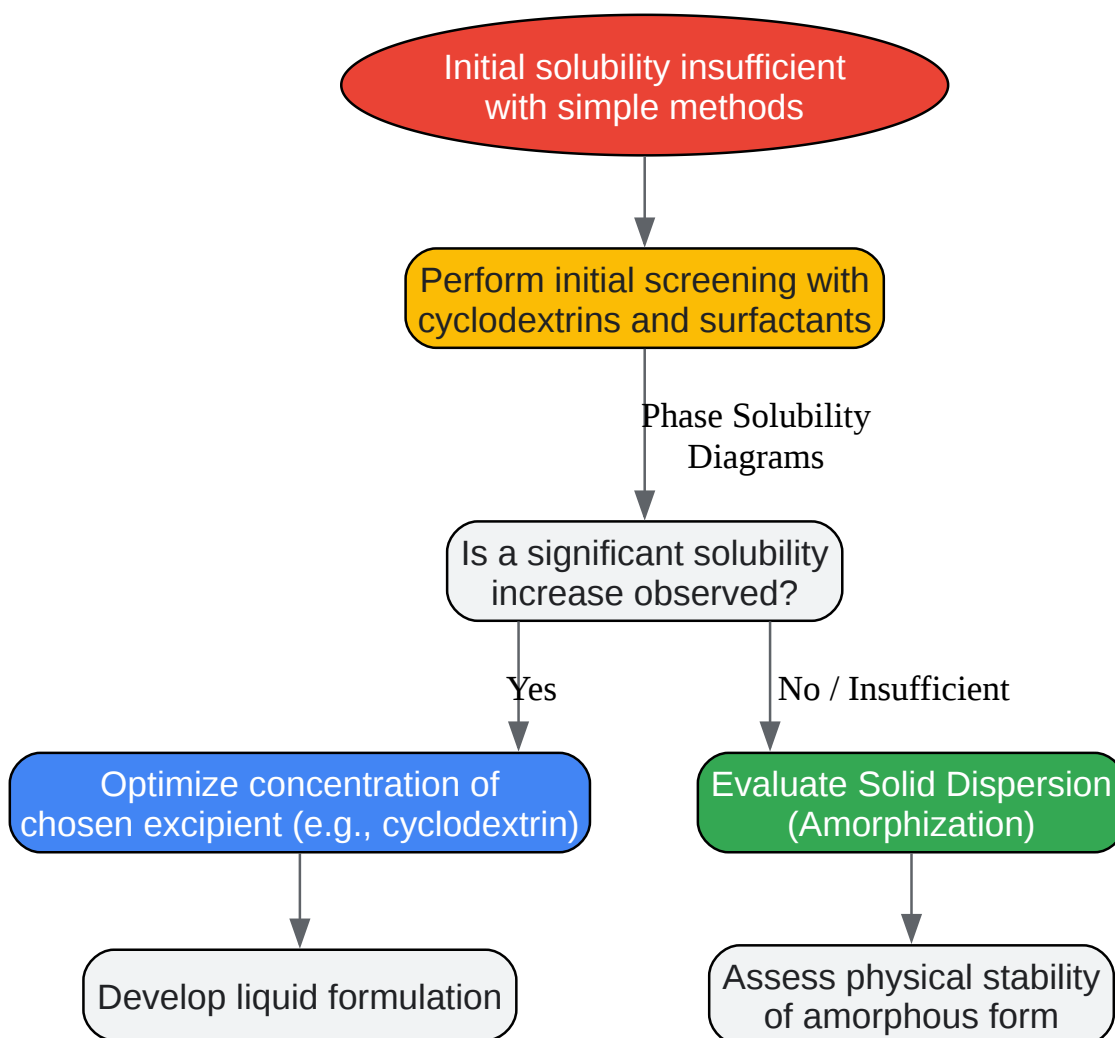 Initial solubility insufficient
with simple methods
Perform initial screening with
cyclodextrins and surfactants
Phase Solubility
Diagrams
Is a significant solubility
increase observed?
Yes
No / Insufficient
Optimize concentration of
chosen excipient (e.g., cyclodextrin)
Evaluate Solid Dispersion
(Amorphization)
Develop liquid formulation
Assess physical stability
of amorphous form